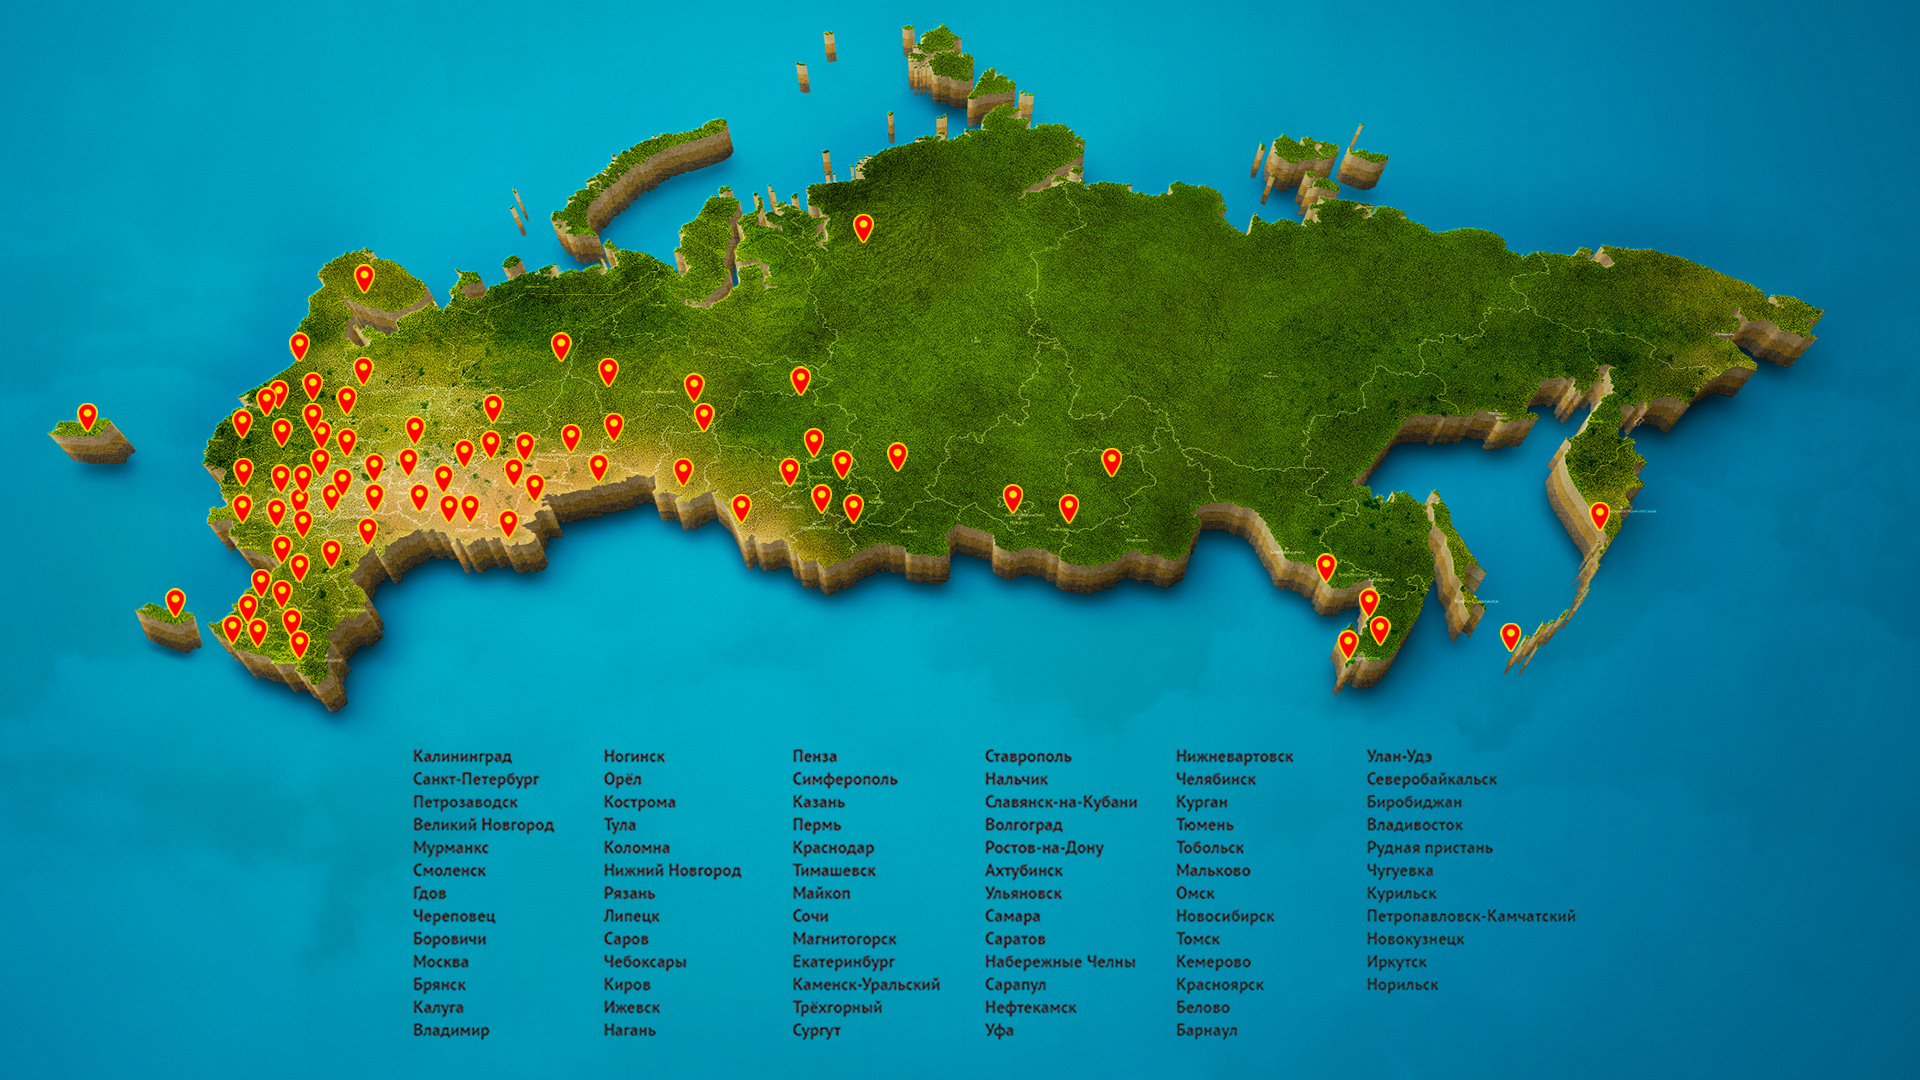 Калининград
Санкт-Петербург
Петрозаводск
Великий Новгород
Мурманкс
Смоленск
Гдов
Череповец
Боровичи
Москва
Брянск
Калуга
Владимир
Ногинск
Орёл
Кострома
Тула
Коломна
Нижний Новгород
Рязань
Липецк
Саров
Чебоксары
Киров
Ижевск
Нагань
Пенза
Симферополь
Казань
Пермь
Краснодар
Тимашевск
Майкоп
Сочи
Магнитогорск
Екатеринбург
Каменск-Уральский
Трёхгорный
Сургут
Ставрополь
Нальчик
Славянск-на-Кубани
Волгоград
Ростов-на-Дону
Ахтубинск
Ульяновск
Самара
Саратов
Набережные Челны
Сарапул
Нефтекамск
Уфа
Нижневартовск
Челябинск
Курган
Тюмень
Тобольск
Мальково
Омск
Новосибирск
Томск
Кемерово
Красноярск
Белово
Барнаул
Улан-Удэ
Северобайкальск
Биробиджан
Владивосток
Рудная пристань
Чугуевка
Курильск
Петропавловск-Камчатский
Новокузнецк
Иркутск
Норильск